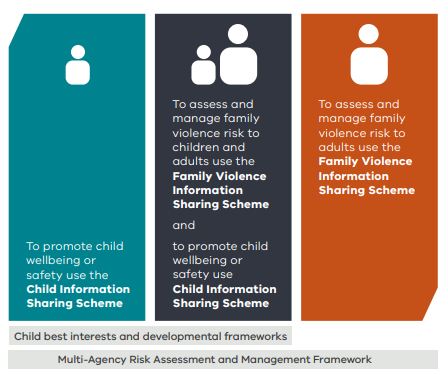 To promote child
wellbeing or
safety use the
Child Information
Sharing Scheme
To assess and
manage family
violence risk to
children and
adults use the
Family Violence
Information
Sharing Scheme
and
to promote child
wellbeing or
safety use
Child Information
Sharing Scheme
To assess and
manage family
violence risk to
adults use the
Family Violence
Information
Sharing Scheme
Child best interests and developmental frameworks
Multi-Agency Risk Assessment and Management Framework